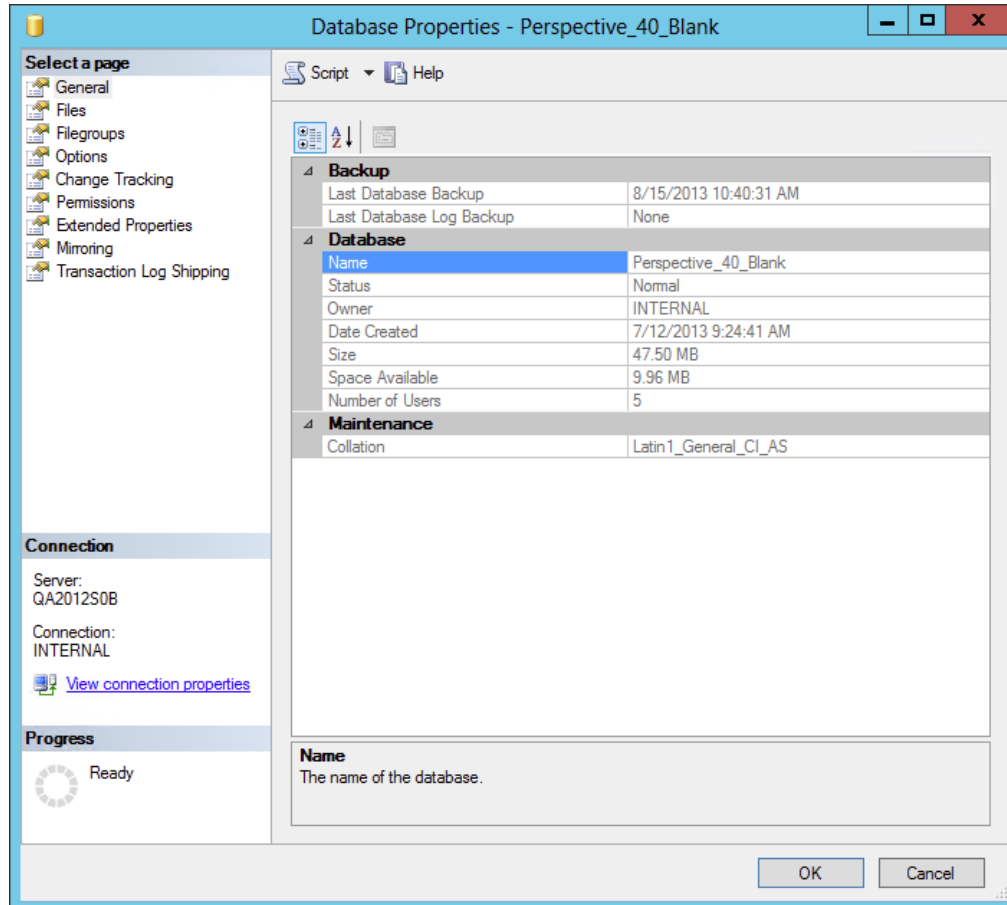 Database Properties - Perspective_40_Blank
Select a page
General
Files
Filegroups
Options
Change Tracking
Permissions
Extended Properties
Mirroring
Transaction Log Shipping
Connection
Server:
QA2012S0B
Connection:
INTERNAL
View connection properties
Progress
Ready
Script Help
Backup
Last Database Backup 8/15/2013 10:40:31 AM
Last Database Log Backup None
Database
Name Perspective_40_Blank
Status Normal
Owner INTERNAL
Date Created 7/12/2013 9:24:41 AM
Size 47.50 MB
Space Available 9.96 MB
Number of Users 5
Maintenance
Collation Latin1_General_CI_AS
Name
The name of the database.
OK Cancel